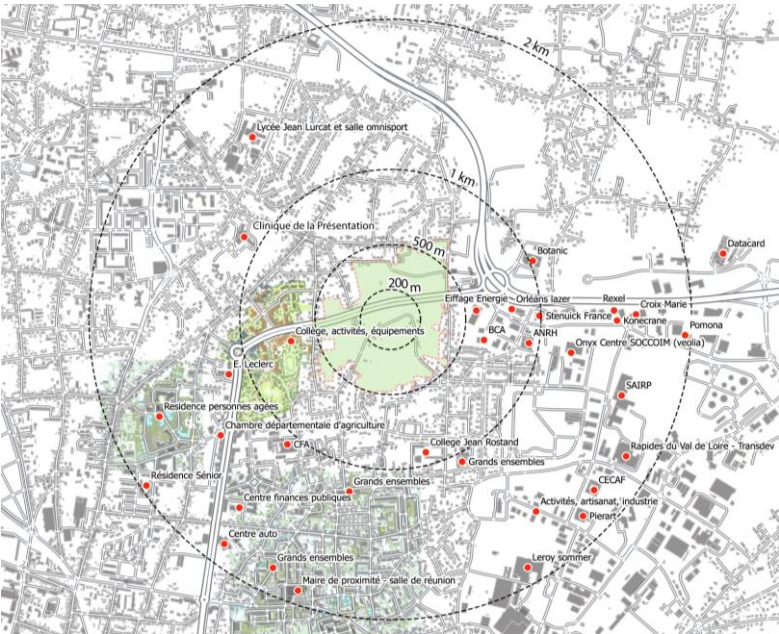 2 km
Lycée Jean Lurcat et salle omnisport
1 km
Clinique de la Présentation
500 m
Botanic
Datacard
200 m
Eiffage Energie
Orléans lazer
Rexel
Croix Marie
Sterluick France
Konecrane
Collège, activités, équipements
BCA
ANRH
Pomona
Onyx Centre SOCCOIM (veolia)
E. Leclerc
SAIRP
Residence personnes agées
Chambre départementale d'agriculture
CFA
College Jean Rostand
Grands ensembles
Rapides du Val de Loire - Transdev
Résidence Sénior
Grands ensembles
CECAF
Centre finances publiques
Activités, artisanat, industrie
Pierart
Centre auto
Grands ensembles
Leroy sommer
Maire de proximité - salle de réunion